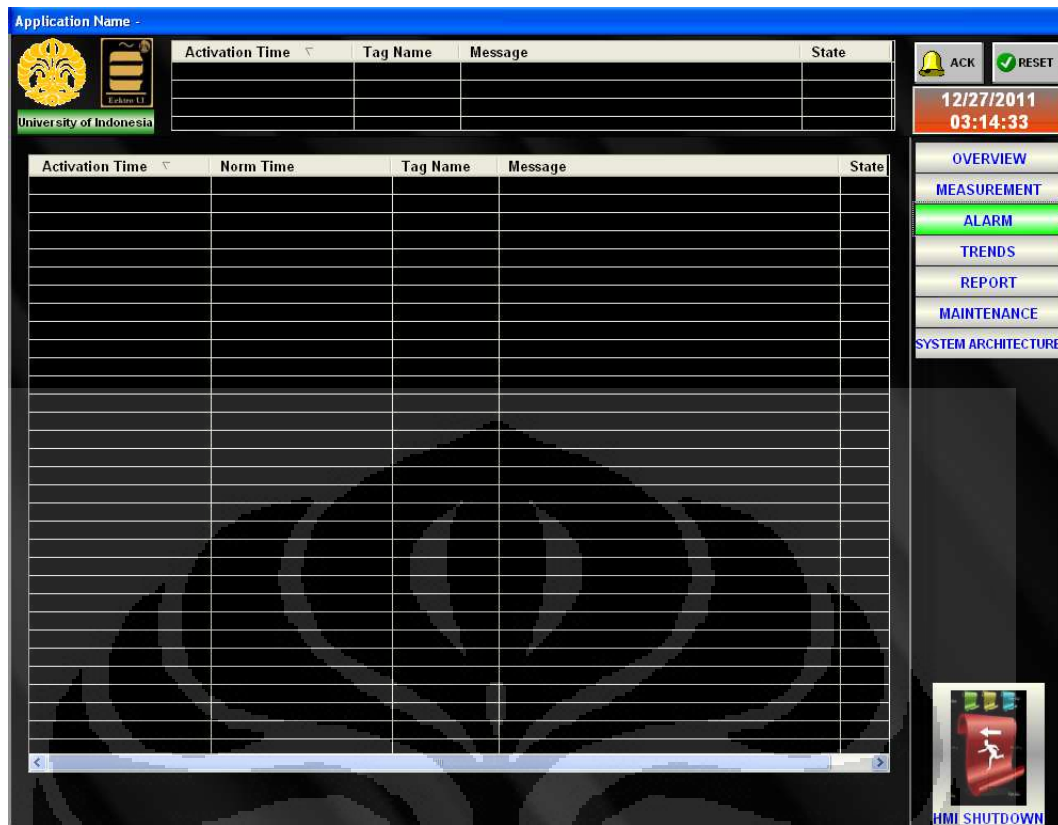 Application Name -
Activation Time Tag Name Message State
ACK RESET
Elektro UI
University of Indonesia
12/27/2011
03:14:33
Activation Time Norm Time Tag Name Message State
OVERVIEW
MEASUREMENT
ALARM
TRENDS
REPORT
MAINTENANCE
SYSTEM ARCHITECTURE
HMI SHUTDOWN